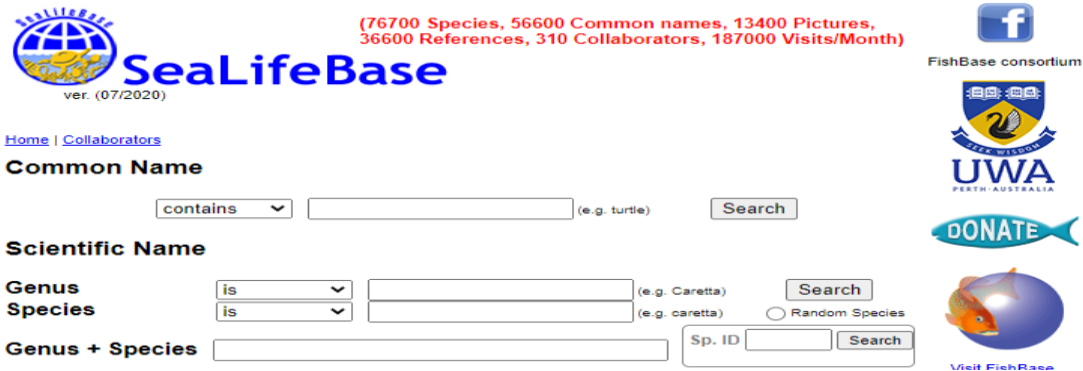 SeaLifeBase
(76700 Species, 56600 Common names, 13400 Pictures,
36600 References, 310 Collaborators, 187000 Visits/Month)
SeaLifeBase
ver. (07/2020)
FishBase consortium
SEEK WISDOM
UWA
PERTH·AUSTRALIA
Home | Collaborators
Common Name
contains (e.g. turtle) Search
DONATE
Scientific Name
Genus is (e.g. Caretta) Search
Species is (e.g. caretta) Random Species
Genus + Species Sp. ID Search
Visit FishBase